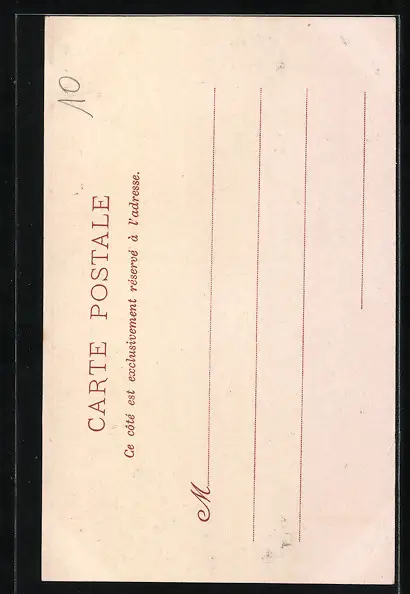 10
CARTE POSTALE
Ce côté est exclusivement réservé à l'adresse.
M